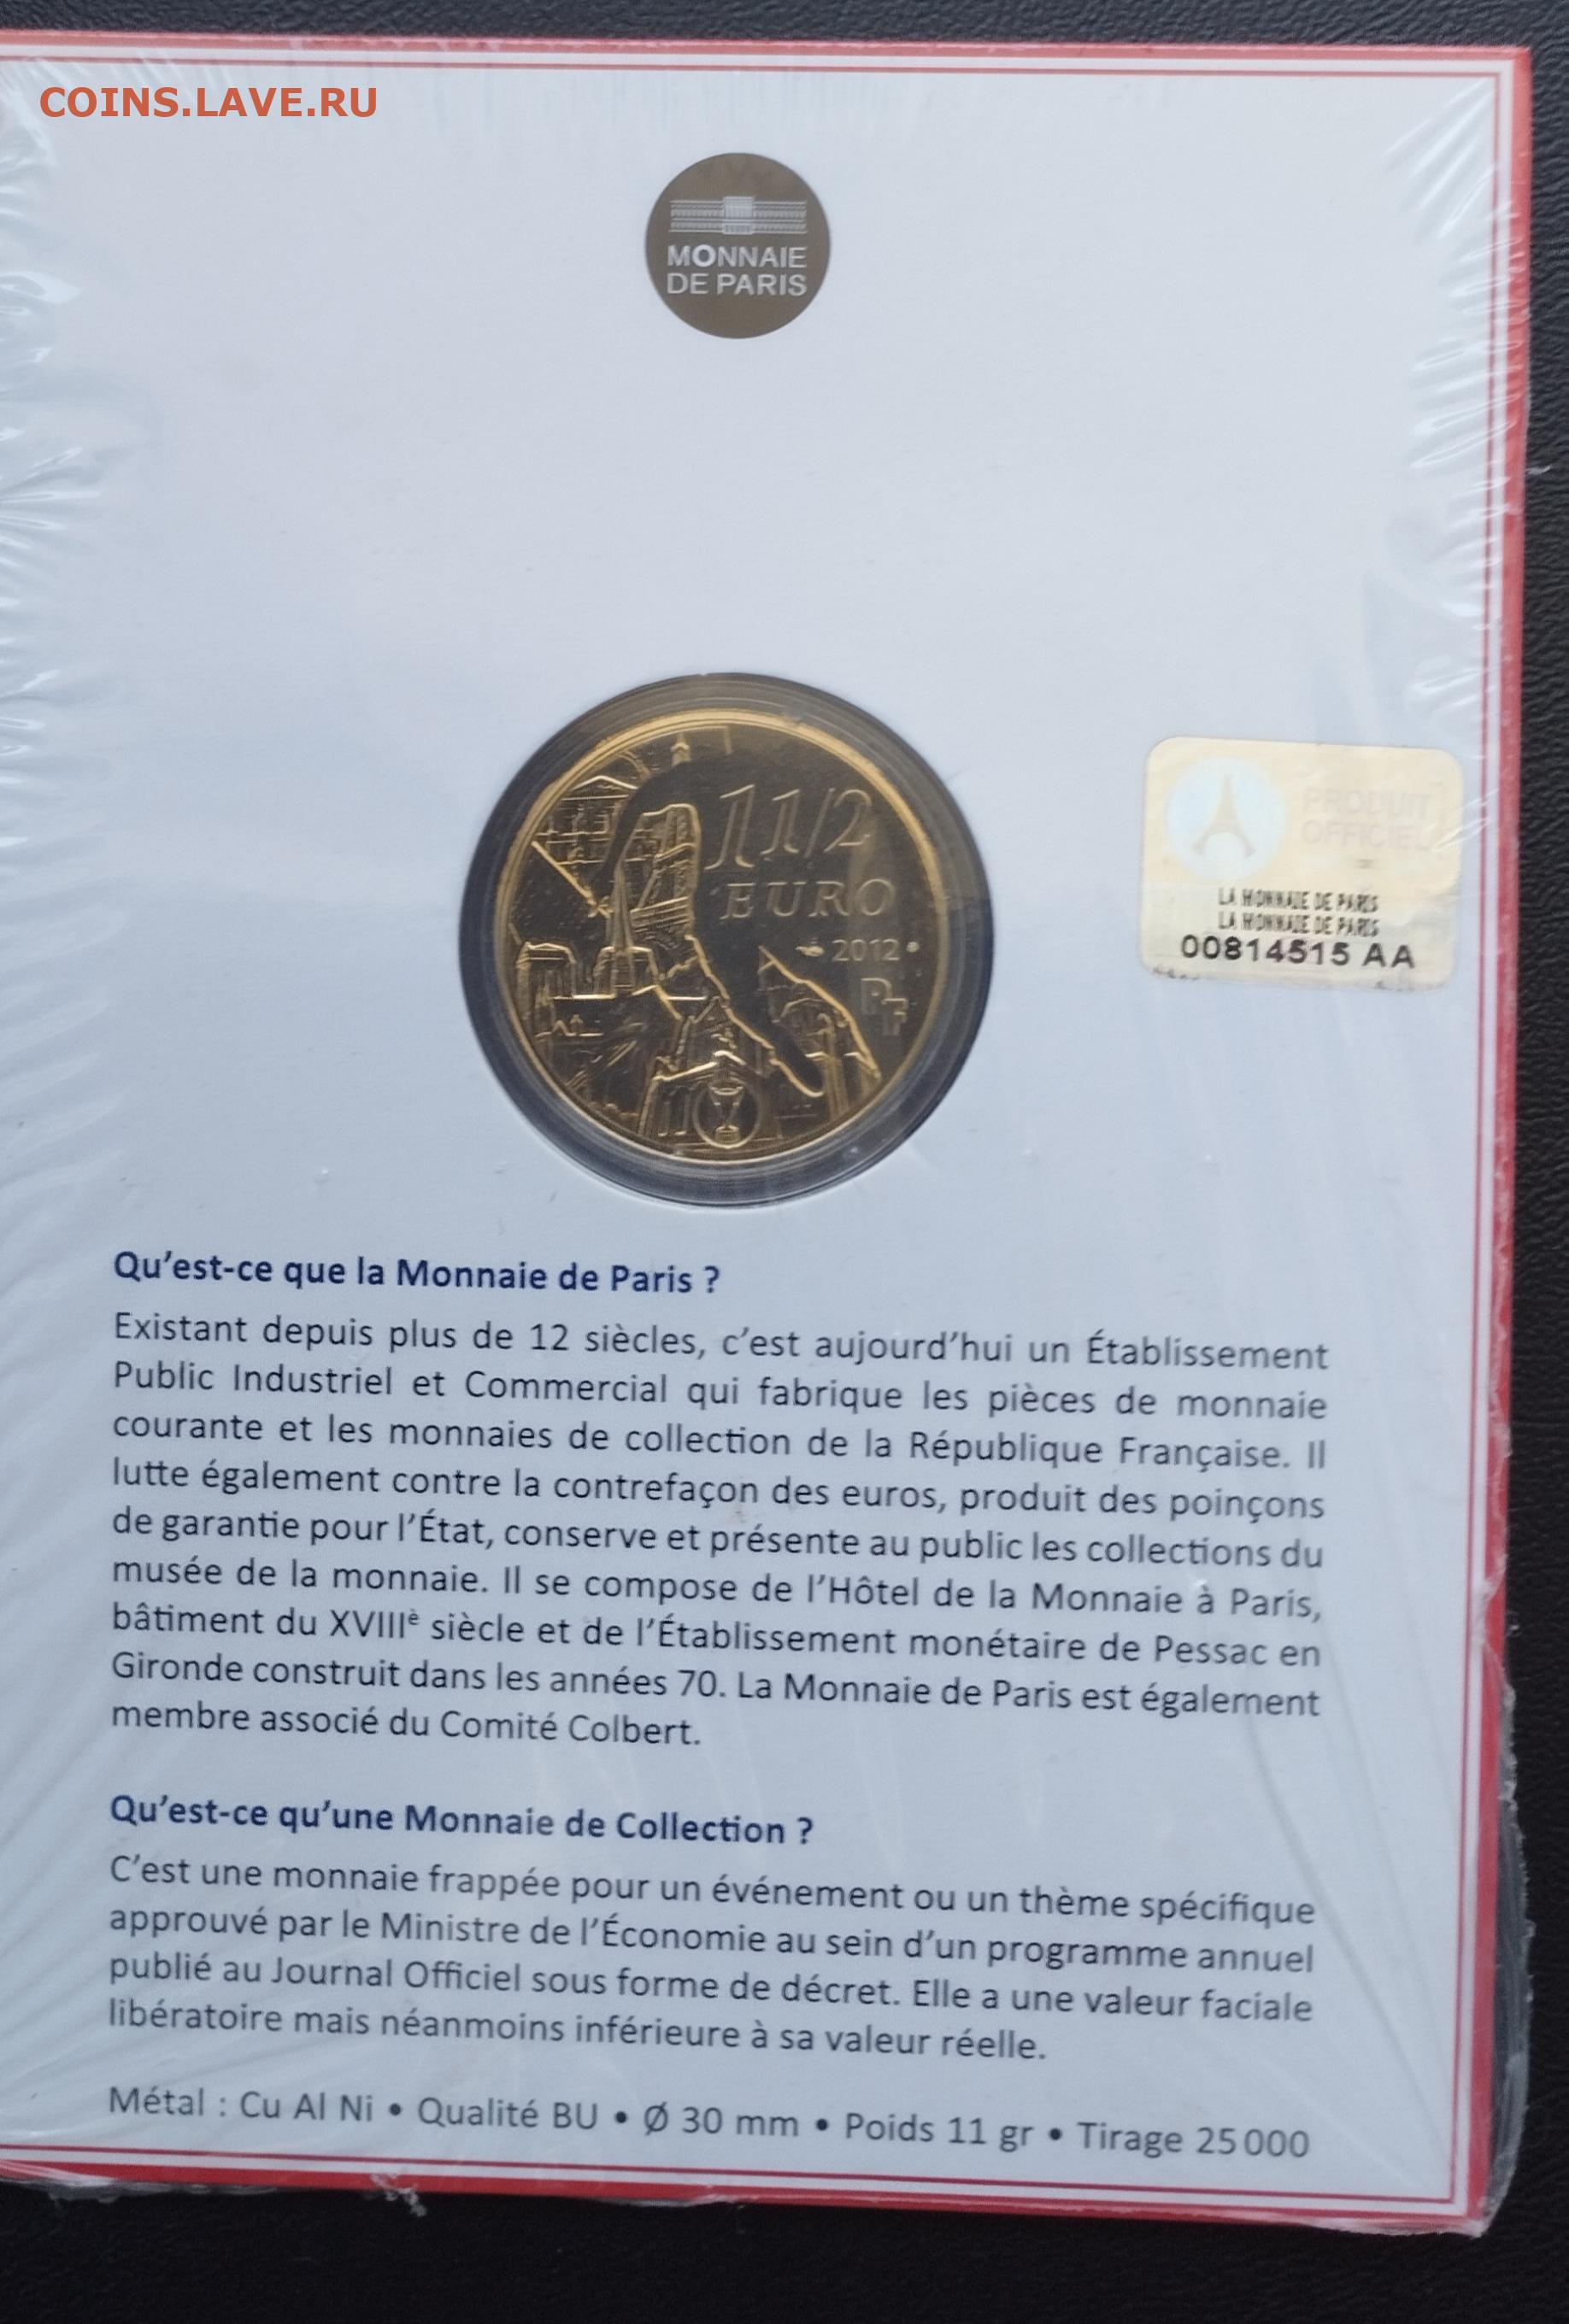 COINS.LAVE.RU
MONNAIE
DE PARIS
11/2
EURO
2012
RF
PRODUIT
OFFICIEL
LA MONNAIE DE PARIS
LA MONNAIE DE PARIS
00814515 AA
Qu'est-ce que la Monnaie de Paris ?
Existant depuis plus de 12 siècles, c'est aujourd'hui un Établissement
Public Industriel et Commercial qui fabrique les pièces de monnaie
courante et les monnaies de collection de la République Française. Il
lutte également contre la contrefaçon des euros, produit des poinçons
de garantie pour l'État, conserve et présente au public les collections du
musée de la monnaie. Il se compose de l'Hôtel de la Monnaie à Paris,
bâtiment du XVIIIè siècle et de l'Établissement monétaire de Pessac en
Gironde construit dans les années 70. La Monnaie de Paris est également
membre associé du Comité Colbert.
Qu'est-ce qu'une Monnaie de Collection ?
C'est une monnaie frappée pour un événement ou un thème spécifique
approuvé par le Ministre de l'Économie au sein d'un programme annuel
publié au Journal Officiel sous forme de décret. Elle a une valeur faciale
libératoire mais néanmoins inférieure à sa valeur réelle.
Métal : Cu Al Ni • Qualité BU • Ø 30 mm • Poids 11 gr • Tirage 25 000